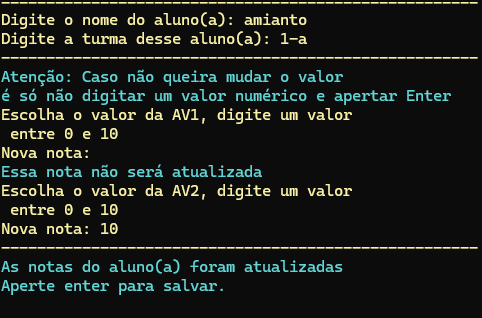 --------------------------------------------------
Digite o nome do aluno(a): amianto
Digite a turma desse aluno(a): 1-a
--------------------------------------------------
Atenção: Caso não queira mudar o valor
é só não digitar um valor numérico e apertar Enter
Escolha o valor da AV1, digite um valor
 entre 0 e 10
Nova nota:
Essa nota não será atualizada
Escolha o valor da AV2, digite um valor
 entre 0 e 10
Nova nota: 10
--------------------------------------------------
As notas do aluno(a) foram atualizadas
Aperte enter para salvar.